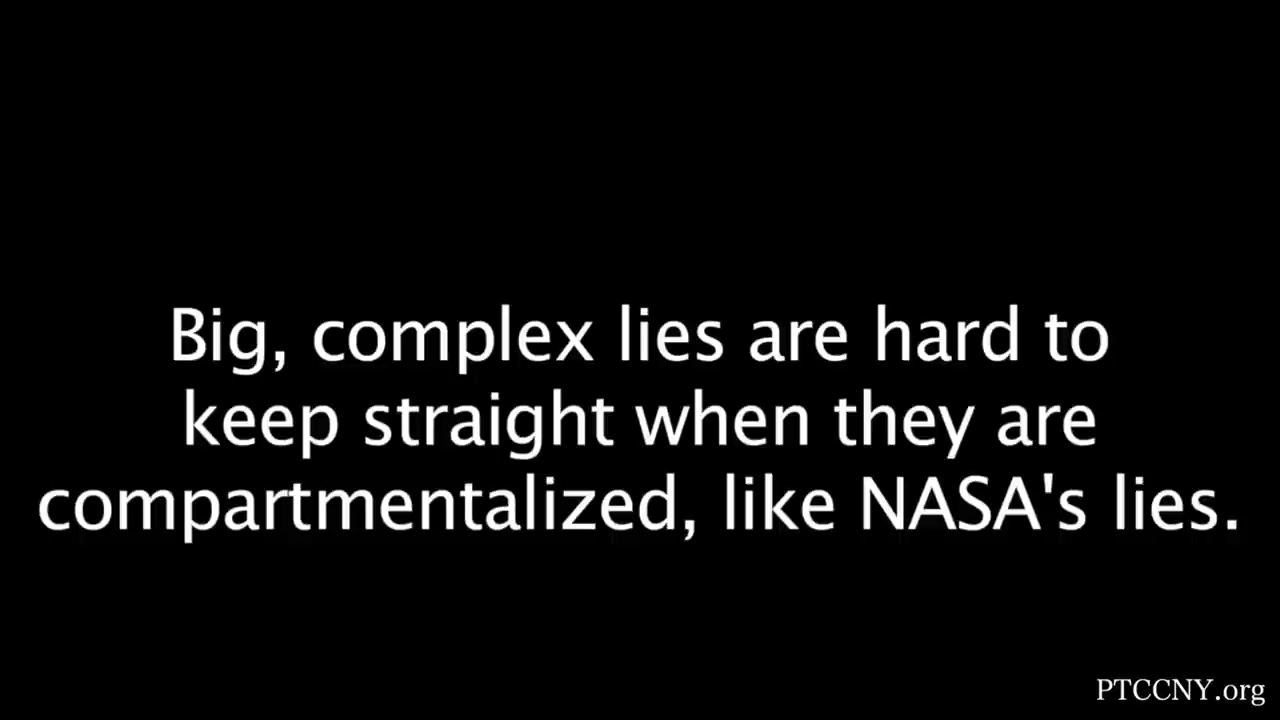 Big, complex lies are hard to
keep straight when they are
compartmentalized, like NASA's lies.
PTCCNY.org